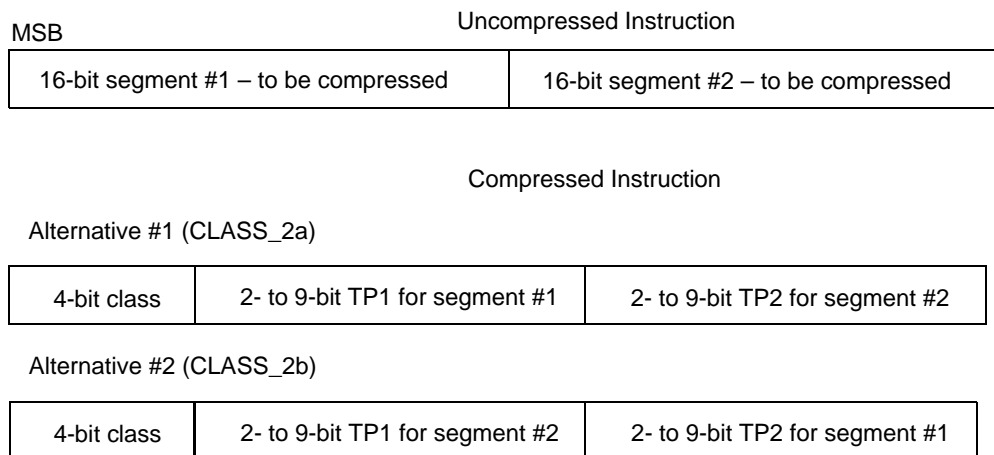 Uncompressed Instruction
MSB
16-bit segment #1 – to be compressed
16-bit segment #2 – to be compressed
Compressed Instruction
Alternative #1 (CLASS_2a)
4-bit class
2- to 9-bit TP1 for segment #1
2- to 9-bit TP2 for segment #2
Alternative #2 (CLASS_2b)
4-bit class
2- to 9-bit TP1 for segment #2
2- to 9-bit TP2 for segment #1